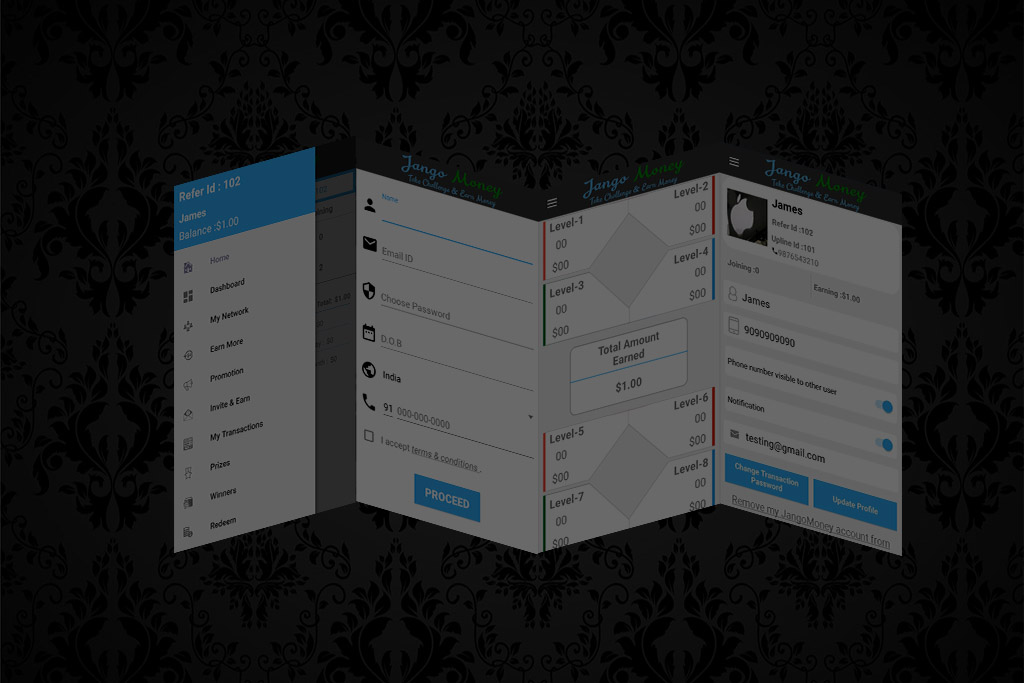 Refer Id : 102
James
Balance :$1.00
Home
Dashboard
My Network
Earn More
Promotion
Invite & Earn
My Transactions
Prizes
Winners
Redeem
Jango Money
Take Challenge & Earn Money
Name
Email ID
Choose Password
D.O.B
India
91 000-000-0000
I accept terms & conditions .
PROCEED
Jango Money
Take Challenge & Earn Money
Level-1
00
$00
Level-2
00
$00
Level-3
00
$00
Level-4
00
$00
Total Amount
Earned
$1.00
Level-5
00
$00
Level-6
00
$00
Level-7
00
$00
Level-8
00
$00
Jango Money
Take Challenge & Earn Money
James
Refer Id :102
Upline Id :101
9876543210
Joining :0
Earning :$1.00
James
9090909090
Phone number visible to other user
Notification
testing@gmail.com
Change Transaction
Password
Update Profile
Remove my JangoMoney account from